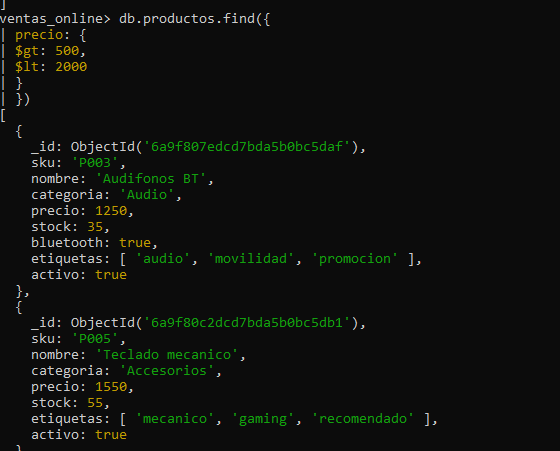 ]
ventas_online> db.productos.find({
| precio: {
| $gt: 500,
| $lt: 2000
| }
| })
[
  {
    _id: ObjectId('6a9f807edcd7bda5b0bc5daf'),
    sku: 'P003',
    nombre: 'Audifonos BT',
    categoria: 'Audio',
    precio: 1250,
    stock: 35,
    bluetooth: true,
    etiquetas: [ 'audio', 'movilidad', 'promocion' ],
    activo: true
  },
  {
    _id: ObjectId('6a9f80c2dcd7bda5b0bc5db1'),
    sku: 'P005',
    nombre: 'Teclado mecanico',
    categoria: 'Accesorios',
    precio: 1550,
    stock: 55,
    etiquetas: [ 'mecanico', 'gaming', 'recomendado' ],
    activo: true